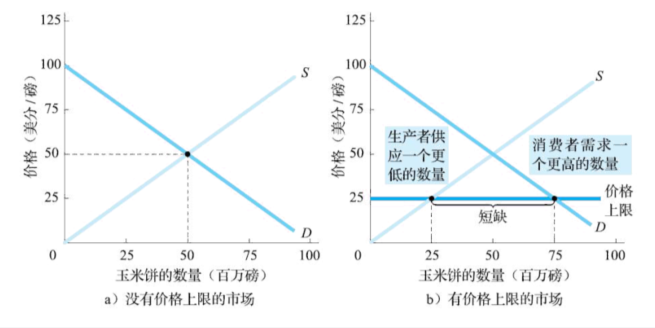 125
100
75
50
25
0
25
50
75
100
价格（美分/磅）
S
D
玉米饼的数量（百万磅）
a）没有价格上限的市场
125
100
75
50
25
0
25
50
75
100
价格（美分/磅）
生产者供
应一个更
低的数量
消费者需求一
个更高的数量
S
价格
上限
短缺
D
玉米饼的数量（百万磅）
b）有价格上限的市场